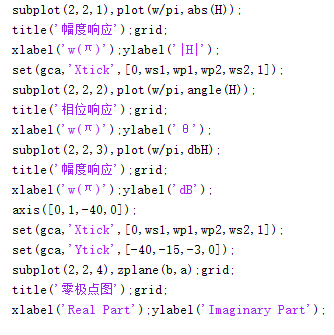 subplot(2,2,1),plot(w/pi,abs(H));
title('幅度响应');grid;
xlabel('w(π)');ylabel('|H|');
set(gca,'Xtick',[0,ws1,wp1,wp2,ws2,1]);
subplot(2,2,2),plot(w/pi,angle(H));
title('相位响应');grid;
xlabel('w(π)');ylabel('θ');
subplot(2,2,3),plot(w/pi,dbH);
title('幅度响应');grid;
xlabel('w(π)');ylabel('dB');
axis([0,1,-40,0]);
set(gca,'Xtick',[0,ws1,wp1,wp2,ws2,1]);
set(gca,'Ytick',[-40,-15,-3,0]);
subplot(2,2,4),zplane(b,a);grid;
title('零极点图');grid;
xlabel('Real Part');ylabel('Imaginary Part');